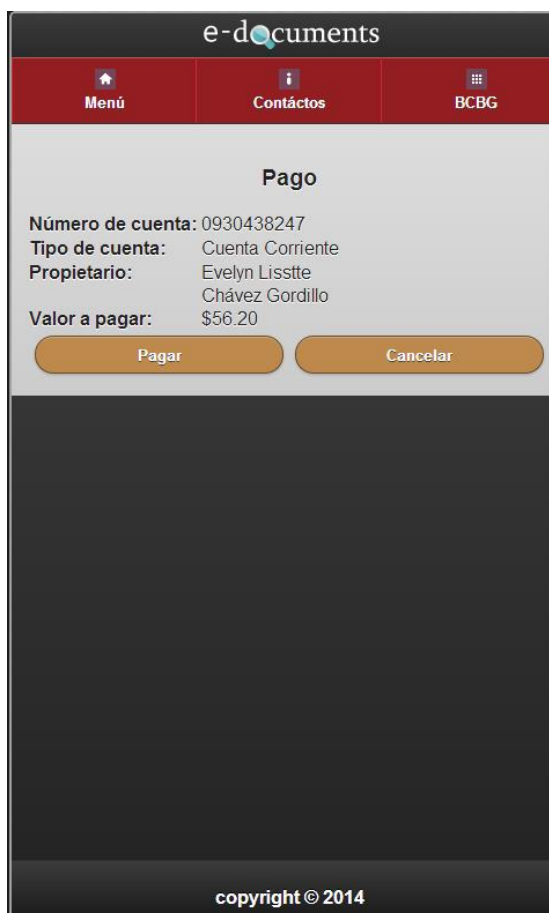 e-documents
Menú
Contáctos
BCBG
Pago
Número de cuenta: 0930438247
Tipo de cuenta: Cuenta Corriente
Propietario: Evelyn Lisstte
Chávez Gordillo
Valor a pagar: $56.20
Pagar
Cancelar
copyright © 2014